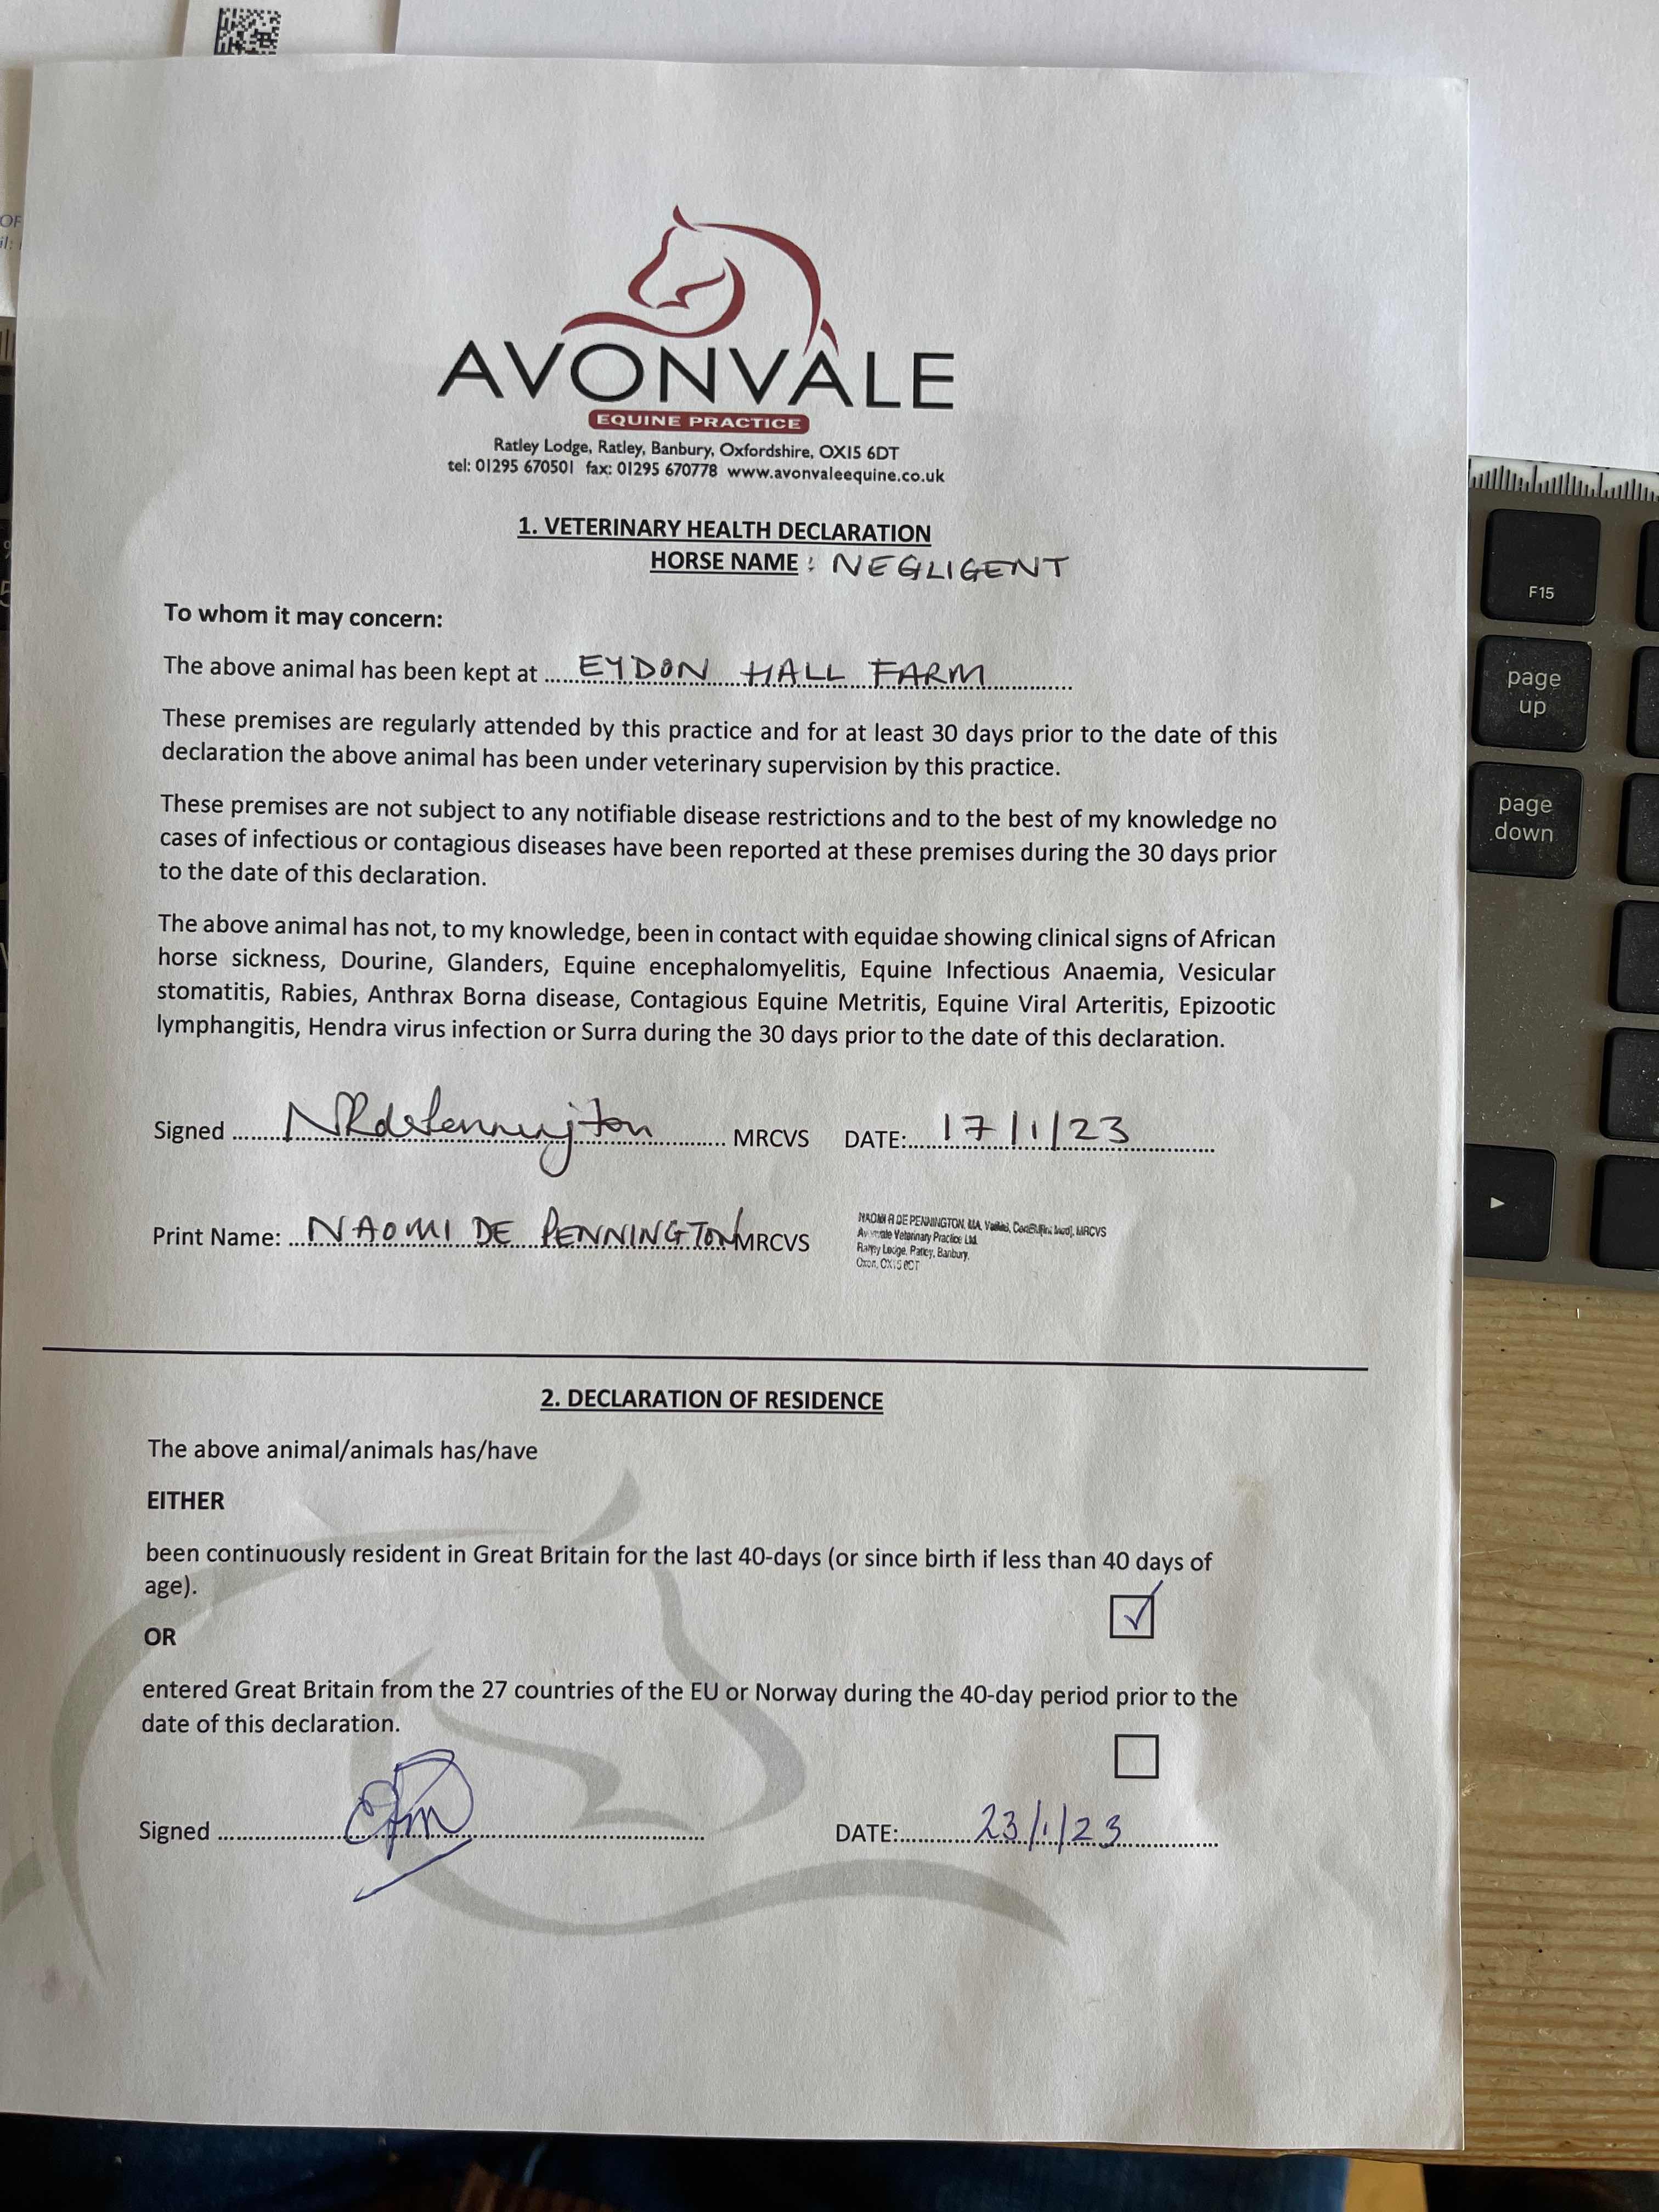 AVONVALE
EQUINE PRACTICE
Ratley Lodge, Ratley, Banbury, Oxfordshire, OX15 6DT
tel: 01295 670501 fax: 01295 670778 www.avonvaleequine.co.uk
1. VETERINARY HEALTH DECLARATION
HORSE NAME : NEGLIGENT
To whom it may concern:
The above animal has been kept at ..... EYDON HALL FARM ..............
These premises are regularly attended by this practice and for at least 30 days prior to the date of this
declaration the above animal has been under veterinary supervision by this practice.
These premises are not subject to any notifiable disease restrictions and to the best of my knowledge no
cases of infectious or contagious diseases have been reported at these premises during the 30 days prior
to the date of this declaration.
The above animal has not, to my knowledge, been in contact with equidae showing clinical signs of African
horse sickness, Dourine, Glanders, Equine encephalomyelitis, Equine Infectious Anaemia, Vesicular
stomatitis, Rabies, Anthrax Borna disease, Contagious Equine Metritis, Equine Viral Arteritis, Epizootic
lymphangitis, Hendra virus infection or Surra during the 30 days prior to the date of this declaration.
Signed ........ NRdePennington ............ MRCVS DATE:..... 17/1/23 ............
Print Name: ... NAOMI DE PENNINGTON MRCVS
NAOMI R DE PENNINGTON, MA, MRCVS
Avonvale Veterinary Practice Ltd.
Ratley Lodge, Ratley, Banbury,
Oxon, OX15 6DT
2. DECLARATION OF RESIDENCE
The above animal/animals has/have
EITHER
been continuously resident in Great Britain for the last 40-days (or since birth if less than 40 days of
age).
OR
entered Great Britain from the 27 countries of the EU or Norway during the 40-day period prior to the
date of this declaration.
Signed ........................ DATE:........... 23/1/23 ................
F15
page
up
page
down